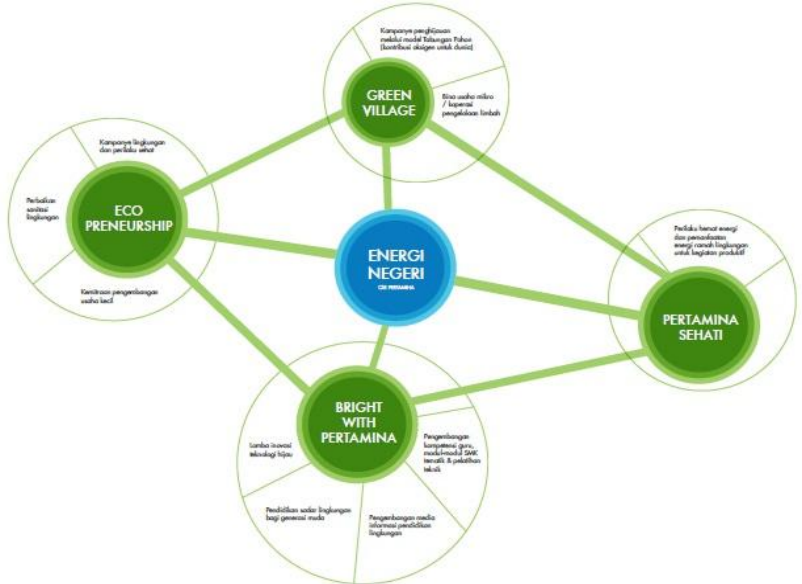 Kampanye penghijauan
melalui model Tabungan Pohon
(kontribusi oksigen untuk dunia)
GREEN
VILLAGE
Bina usaha mikro
/ koperasi
pengelolaan limbah
Kampanye lingkungan
dan perilaku sehat
Perbaikan
sanitasi
lingkungan
ECO
PRENEURSHIP
Kemitraan pengembangan
usaha kecil
ENERGI
NEGERI
CSR PERTAMINA
Perilaku hemat energi
dan pemanfaatan
energi ramah lingkungan
untuk kegiatan produktif
PERTAMINA
SEHATI
BRIGHT
WITH
PERTAMINA
Lomba inovasi
teknologi hijau
Pengembangan
kompetensi guru,
modul-modul SMK
tematik & pelatihan
teknik
Pendidikan sadar lingkungan
bagi generasi muda
Pengembangan media
informasi pendidikan
lingkungan